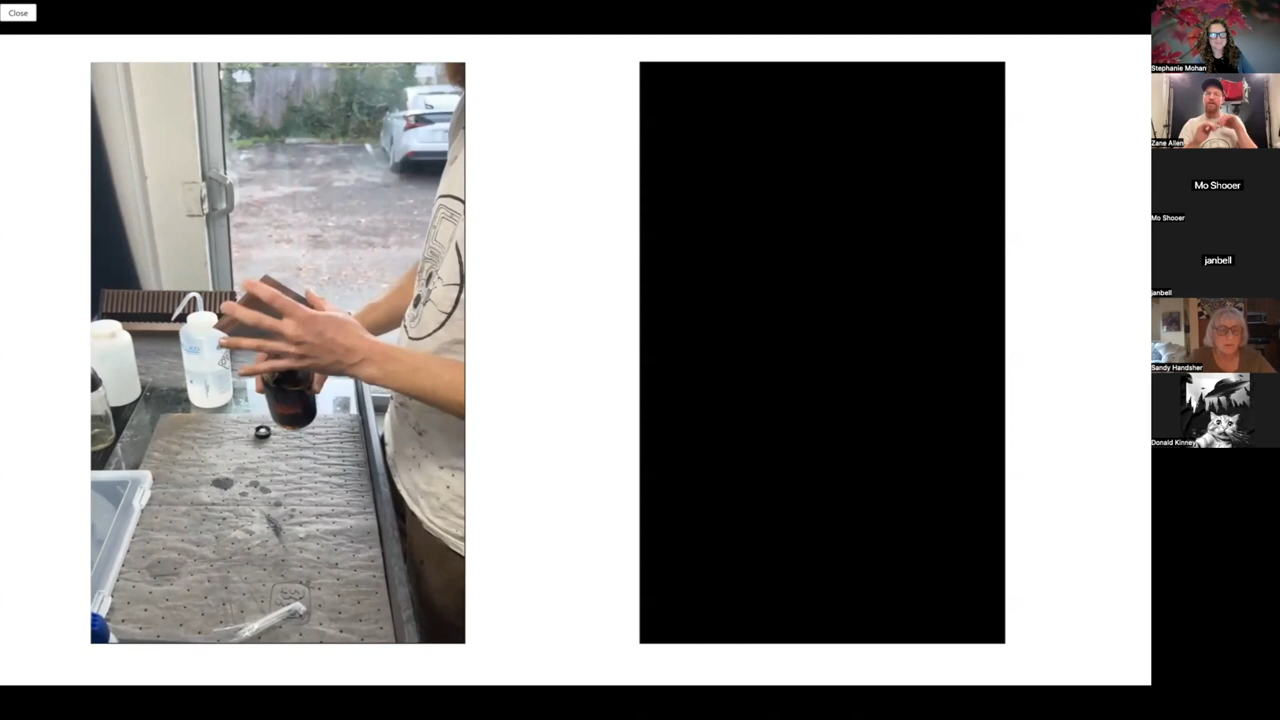 Close
Stephanie Mohan
Zane Allen
Mo Shooer
Mo Shooer
janbell
janbell
Sandy Handsher
Donald Kinney